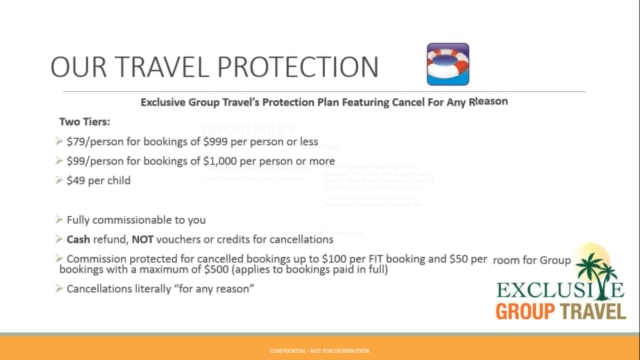 OUR TRAVEL PROTECTION
Exclusive Group Travel's Protection Plan Featuring Cancel For Any Reason
Two Tiers:
$79/person for bookings of $999 per person or less
$99/person for bookings of $1,000 per person or more
$49 per child
Fully commissionable to you
Cash refund, NOT vouchers or credits for cancellations
Commission protected for cancelled bookings up to $100 per FIT booking and $50 per room for Group
bookings with a maximum of $500 (applies to bookings paid in full)
Cancellations literally "for any reason"
EXCLUSIVE
GROUP TRAVEL
CONFIDENTIAL - NOT FOR DISTRIBUTION
DEPOSIT POLICY